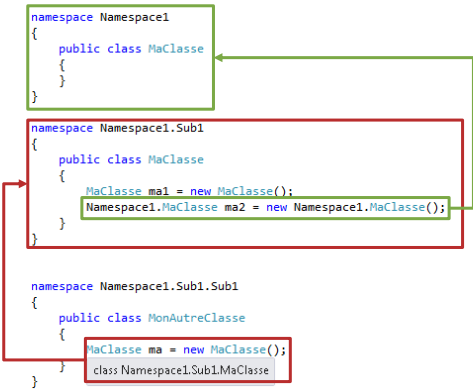 namespace Namespace1
{
    public class MaClasse
    {
    }
}
namespace Namespace1.Sub1
{
    public class MaClasse
    {
        MaClasse ma1 = new MaClasse();
        Namespace1.MaClasse ma2 = new Namespace1.MaClasse();
    }
}
namespace Namespace1.Sub1.Sub1
{
    public class MonAutreClasse
    {
        MaClasse ma = new MaClasse();
    } class Namespace1.Sub1.MaClasse
}